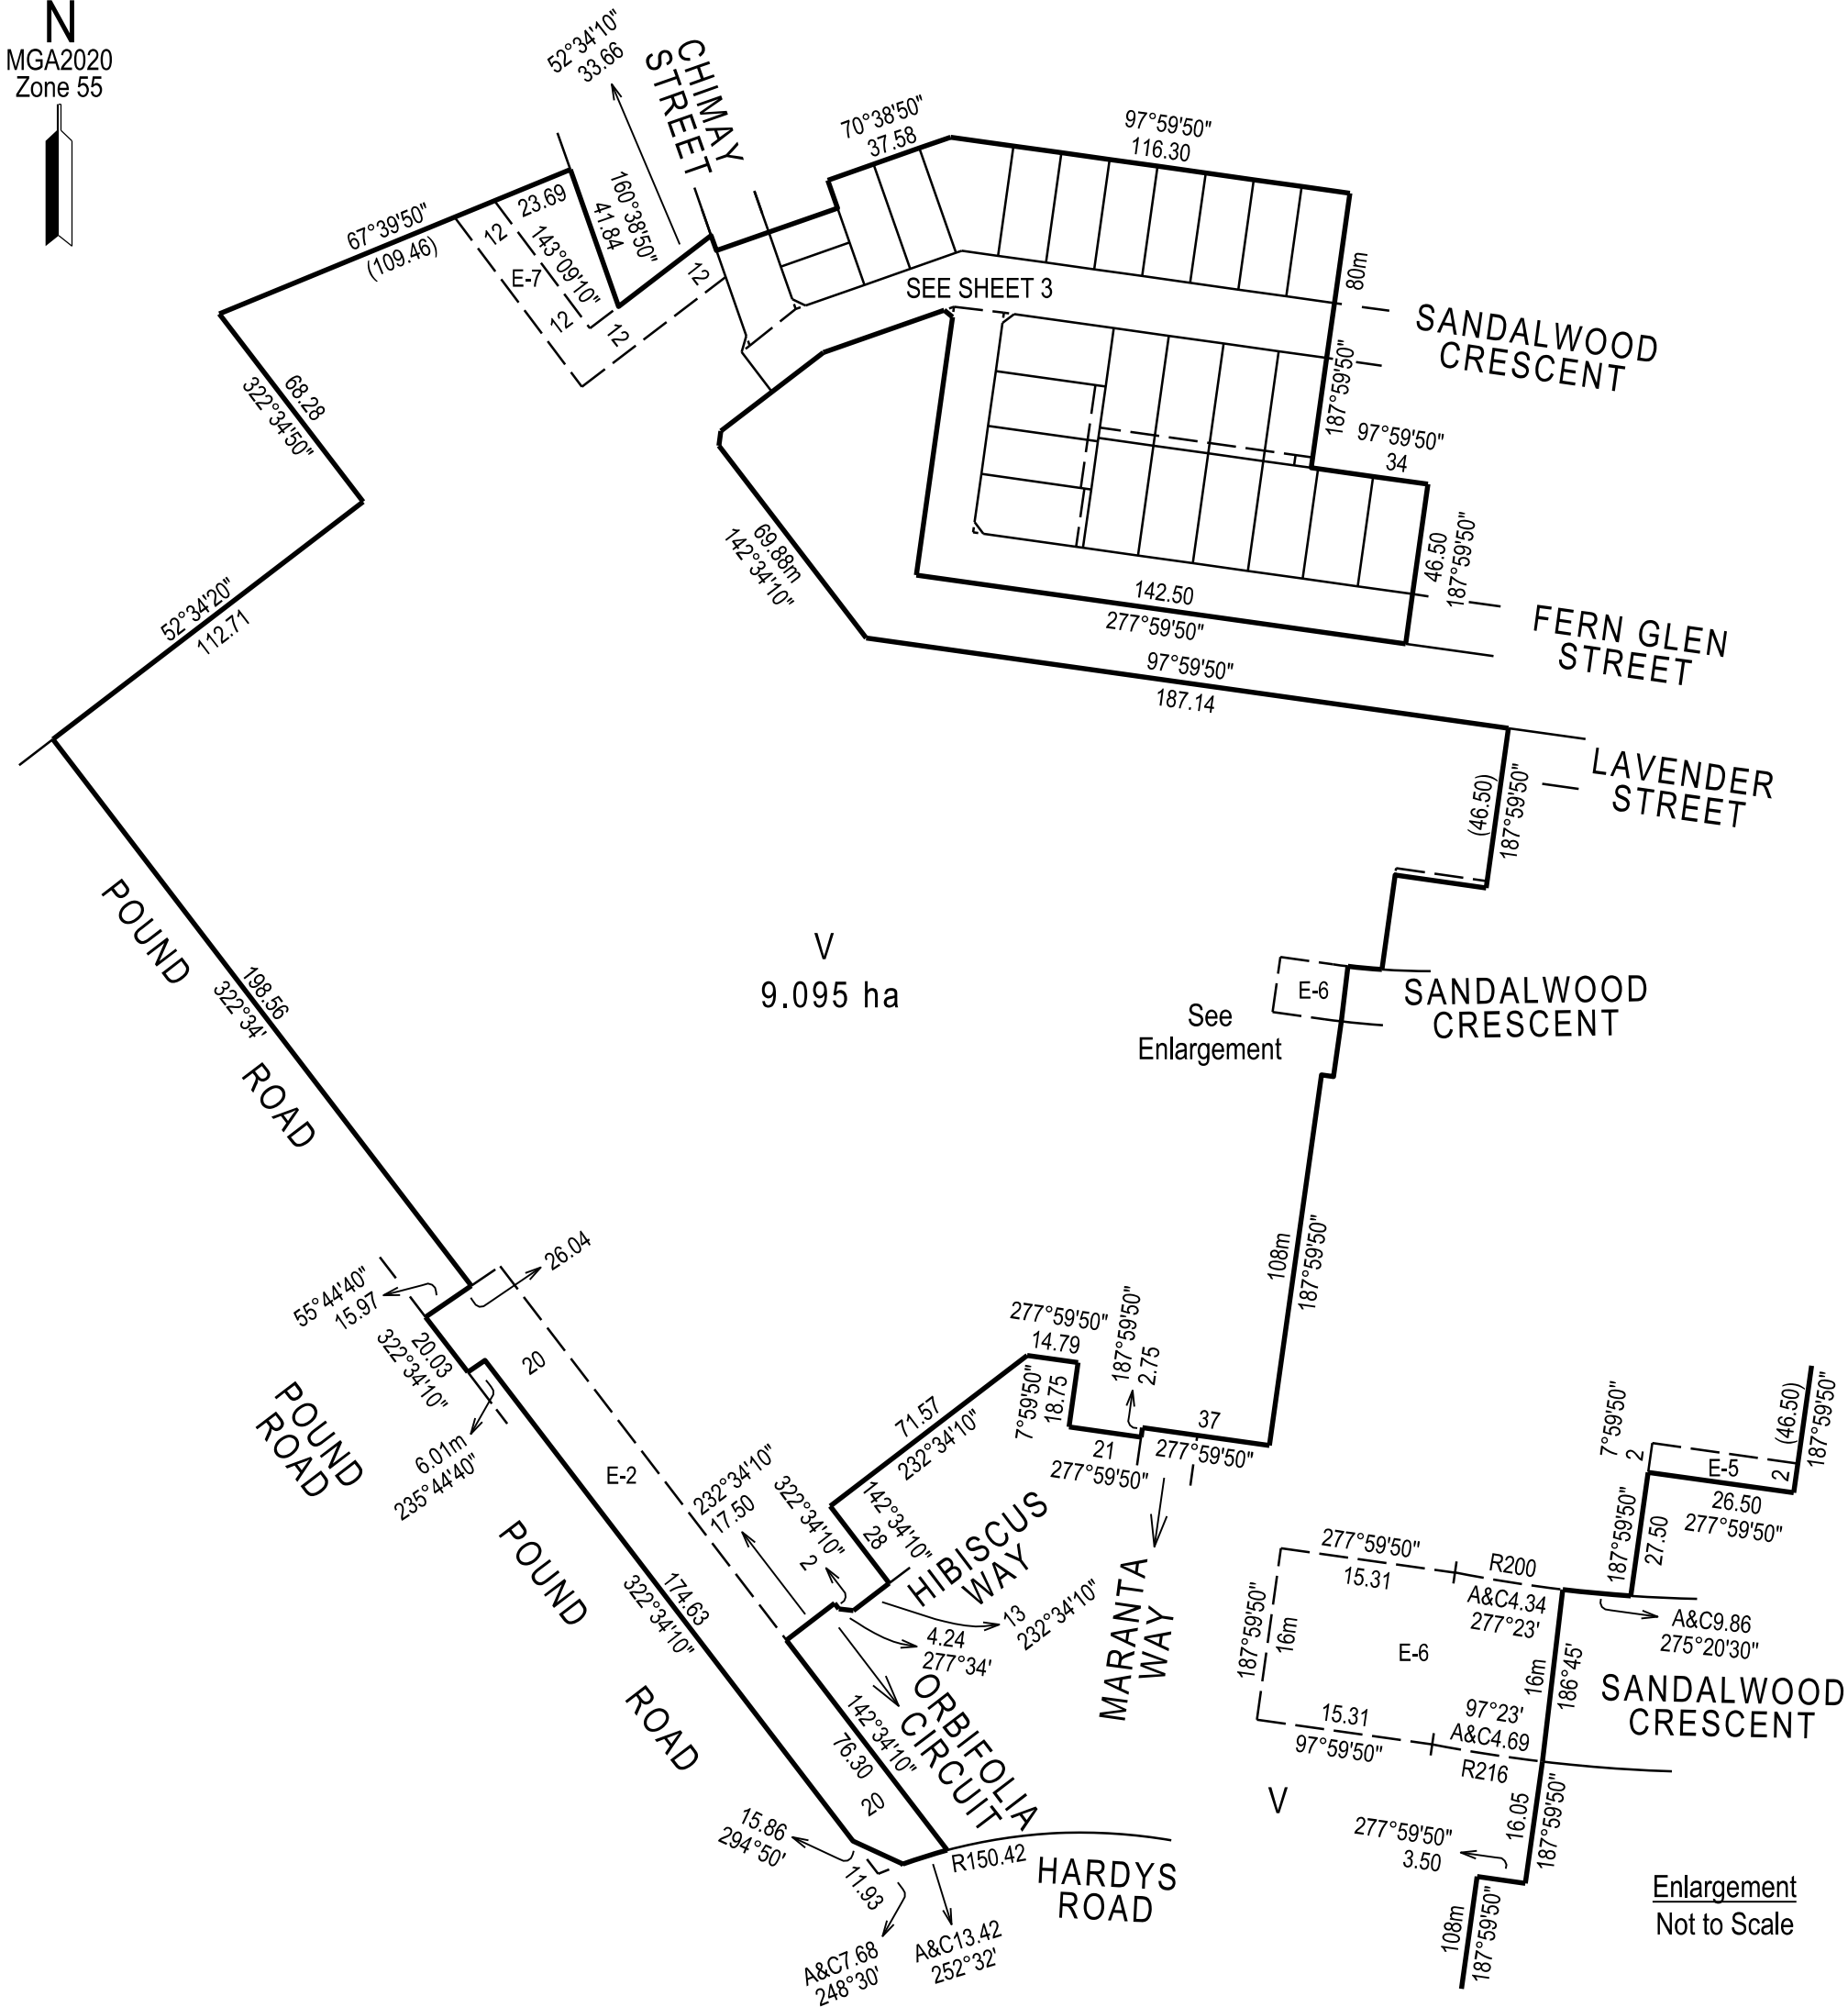 N
MGA2020
Zone 55
52°34'10"
33.66
CHIMAY
STREET
70°38'50"
37.58
97°59'50"
116.30
67°39'50"
(109.46)
23.69
160°38'50"
41.84
12
143°09'10"
E-7
12
12
12
SEE SHEET 3
80m
187°59'50"
SANDALWOOD
CRESCENT
68.28
322°34'50"
97°59'50"
34
46.50
187°59'50"
69.88m
142°34'10"
142.50
277°59'50"
FERN GLEN
STREET
52°34'20"
112.71
97°59'50"
187.14
LAVENDER
STREET
(46.50)
187°59'50"
POUND
198.56
322°34'
ROAD
V
9.095 ha
See
Enlargement
E-6
SANDALWOOD
CRESCENT
108m
187°59'50"
26.04
55°44'40"
15.97
20.03
322°34'10"
20
POUND
ROAD
6.01m
235°44'40"
E-2
277°59'50"
14.79
187°59'50"
2.75
7°59'50"
18.75
37
277°59'50"
21
277°59'50"
71.57
232°34'10"
232°34'10"
17.50
322°34'10"
2
142°34'10"
28
HIBISCUS
WAY
13
232°34'10"
4.24
277°34'
MARANTA
WAY
POUND
174.63
322°34'10"
ROAD
142°34'10"
76.30
20
ORBIFOLIA
CIRCUIT
15.86
294°50'
11.93
R150.42
HARDYS
ROAD
A&C7.68
248°30'
A&C13.42
252°32'
7°59'50"
2
E-5
2
(46.50)
187°59'50"
26.50
277°59'50"
187°59'50"
27.50
277°59'50"
15.31
R200
A&C4.34
277°23'
A&C9.86
275°20'30"
187°59'50"
16m
E-6
16m
186°45'
SANDALWOOD
CRESCENT
15.31
97°59'50"
97°23'
A&C4.69
R216
V
16.05
187°59'50"
277°59'50"
3.50
108m
187°59'50"
Enlargement
Not to Scale